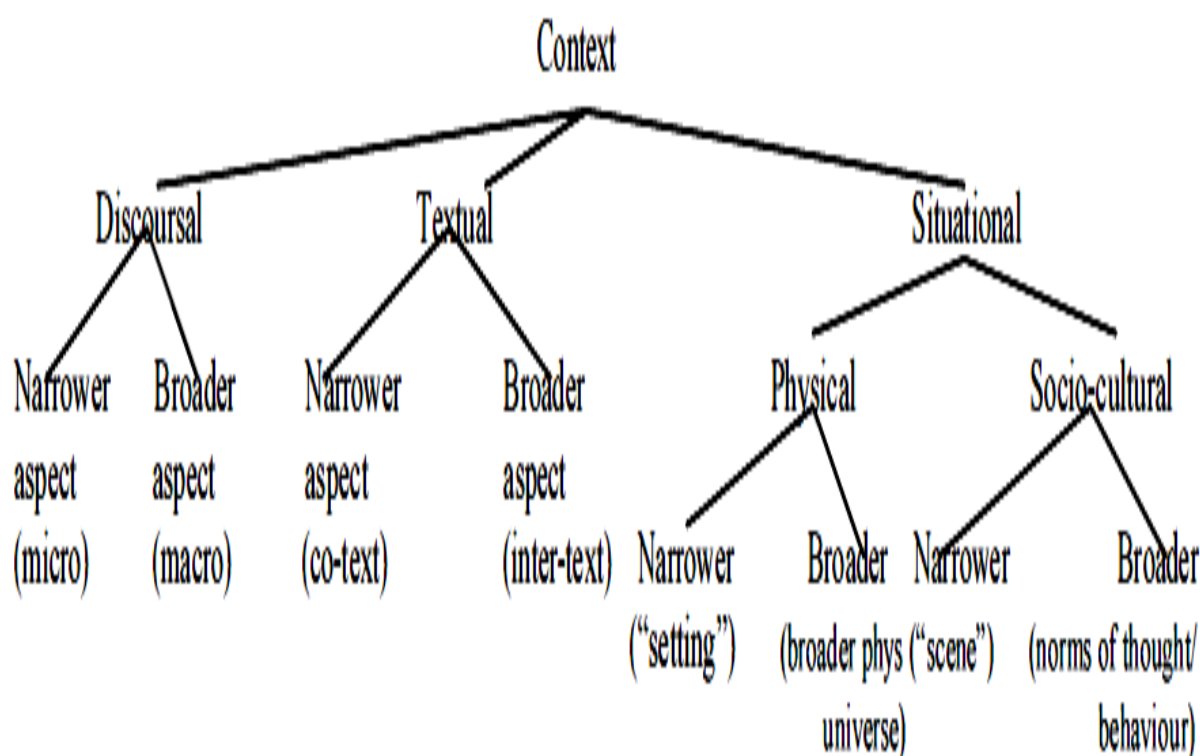 Context
Discoursal Textual Situational
Narrower Broader Narrower Broader Physical Socio-cultural
aspect aspect aspect aspect
(micro) (macro) (co-text) (inter-text) Narrower Broader Narrower Broader
(“setting”) (broader phys (“scene”) (norms of thought/
universe) behaviour)